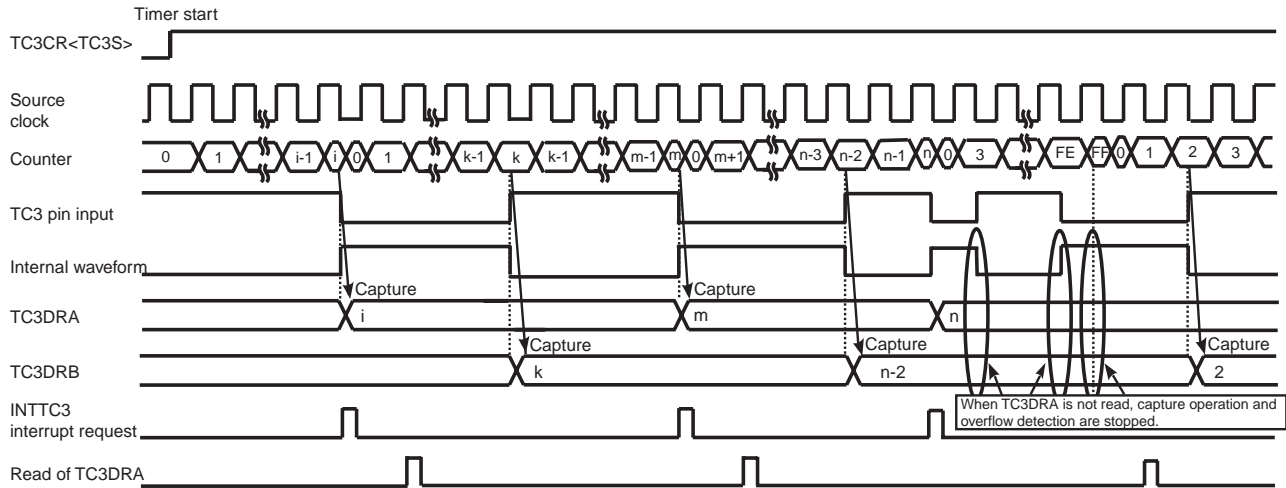 Timer start
TC3CR<TC3S>
Source
clock
Counter
0 1 i-1 i 0 1 k-1 k k-1 m-1 m 0 m+1 n-3 n-2 n-1 n 0 3 FE FF 0 1 2 3
TC3 pin input
Internal waveform
Capture Capture
TC3DRA
i m n
Capture Capture Capture
TC3DRB
k n-2 2
When TC3DRA is not read, capture operation and
overflow detection are stopped.
INTTC3
interrupt request
Read of TC3DRA